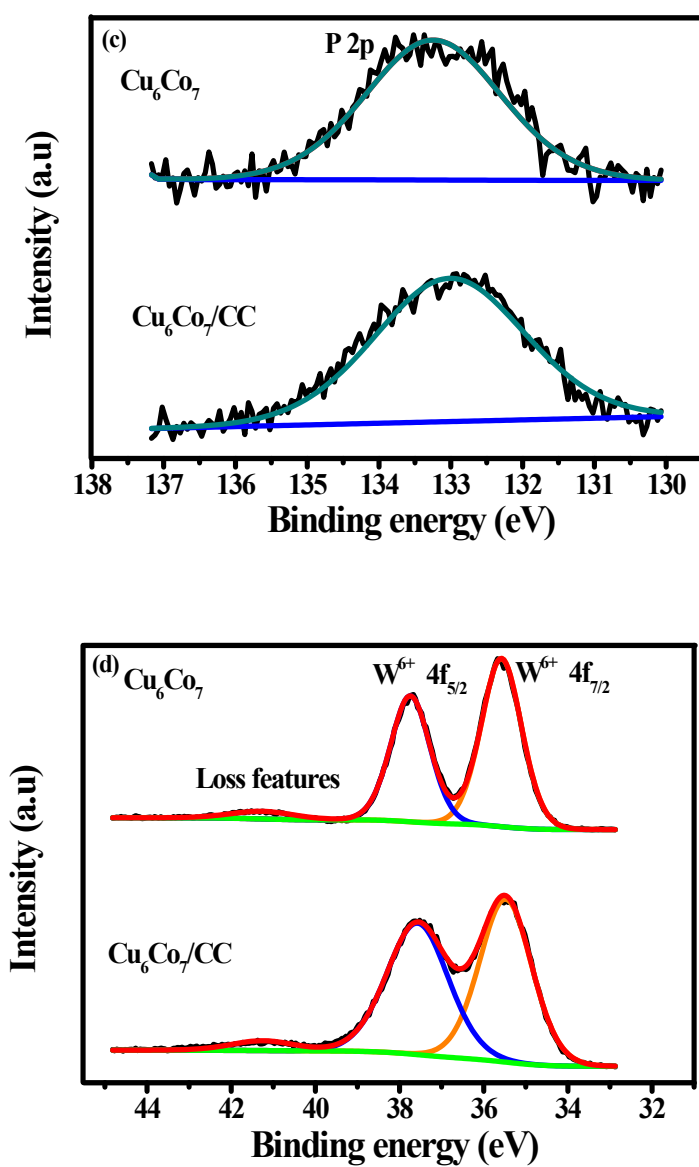 (c)
P 2p
Cu₆Co₇
Cu₆Co₇/CC
Intensity (a.u)
138 137 136 135 134 133 132 131 130
Binding energy (eV)
(d)
Cu₆Co₇
W⁶⁺ 4f₅/₂
W⁶⁺ 4f₇/₂
Loss features
Cu₆Co₇/CC
Intensity (a.u)
44 42 40 38 36 34 32
Binding energy (eV)